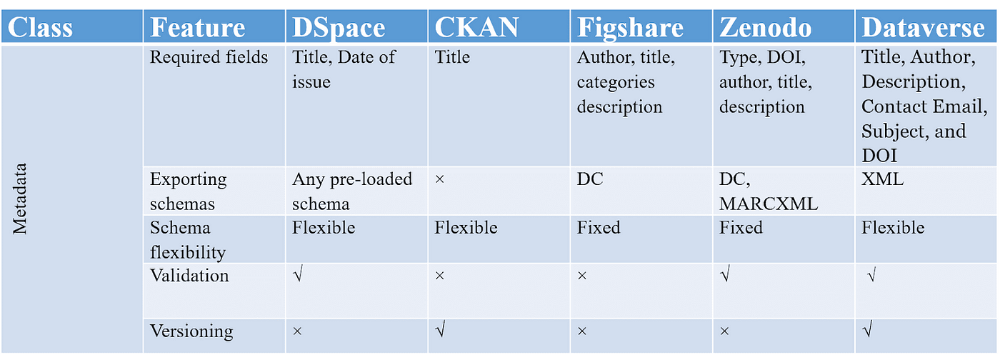 Class Feature DSpace CKAN Figshare Zenodo Dataverse
Metadata
Required fields
Title, Date of
issue
Title
Author, title,
categories
description
Type, DOI,
author, title,
description
Title, Author,
Description,
Contact Email,
Subject, and
DOI
Exporting
schemas
Any pre-loaded
schema
×
DC
DC,
MARCXML
XML
Schema
flexibility
Flexible
Flexible
Fixed
Fixed
Flexible
Validation
√
×
×
√
√
Versioning
×
√
×
×
√